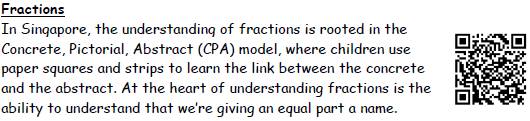 Fractions
In Singapore, the understanding of fractions is rooted in the
Concrete, Pictorial, Abstract (CPA) model, where children use
paper squares and strips to learn the link between the concrete
and the abstract. At the heart of understanding fractions is the
ability to understand that we're giving an equal part a name.